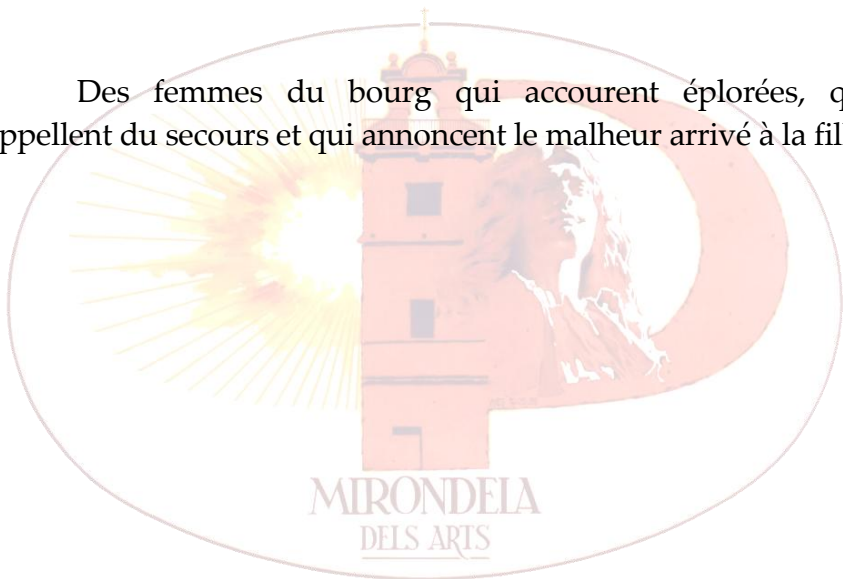 Des femmes du bourg qui accourent éplorées, q
ppellent du secours et qui annoncent le malheur arrivé à la fill
MIRONDELA
DELS ARTS